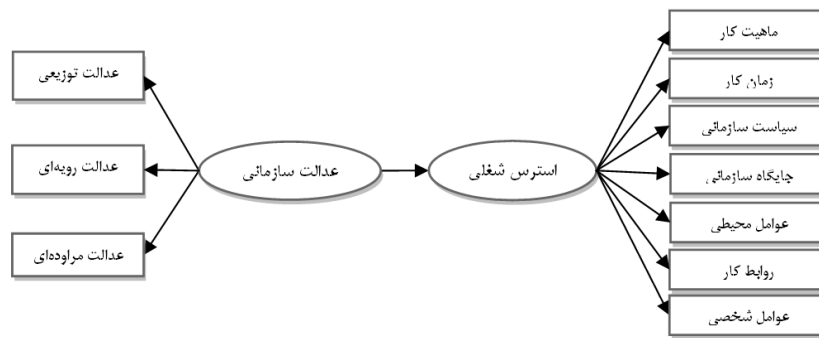 ماهیت کار
زمان کار
سیاست سازمانی
جایگاه سازمانی
عوامل محیطی
روابط کار
عوامل شخصی
استرس شغلی
عدالت سازمانی
عدالت توزیعی
عدالت رویه‌ای
عدالت مراوده‌ای